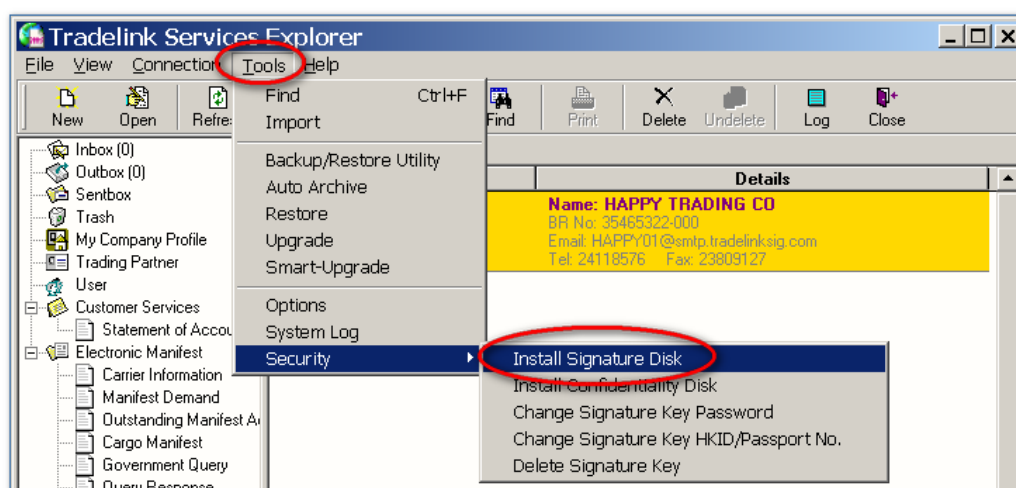 Tradelink Services Explorer
File View Connection Tools Help
New Open Refre Find Print Delete Undelete Log Close
Find Ctrl+F
Import
Backup/Restore Utility
Auto Archive
Restore
Upgrade
Smart-Upgrade
Options
System Log
Security
Inbox (0)
Outbox (0)
Sentbox
Trash
My Company Profile
Trading Partner
User
Customer Services
Statement of Accou
Electronic Manifest
Carrier Information
Manifest Demand
Outstanding Manifest A
Cargo Manifest
Government Query
Query Response
Details
Name: HAPPY TRADING CO
BR No: 35465322-000
Email: HAPPY01@smtp.tradelinksig.com
Tel: 24118576 Fax: 23809127
Install Signature Disk
Install Confidentiality Disk
Change Signature Key Password
Change Signature Key HKID/Passport No.
Delete Signature Key